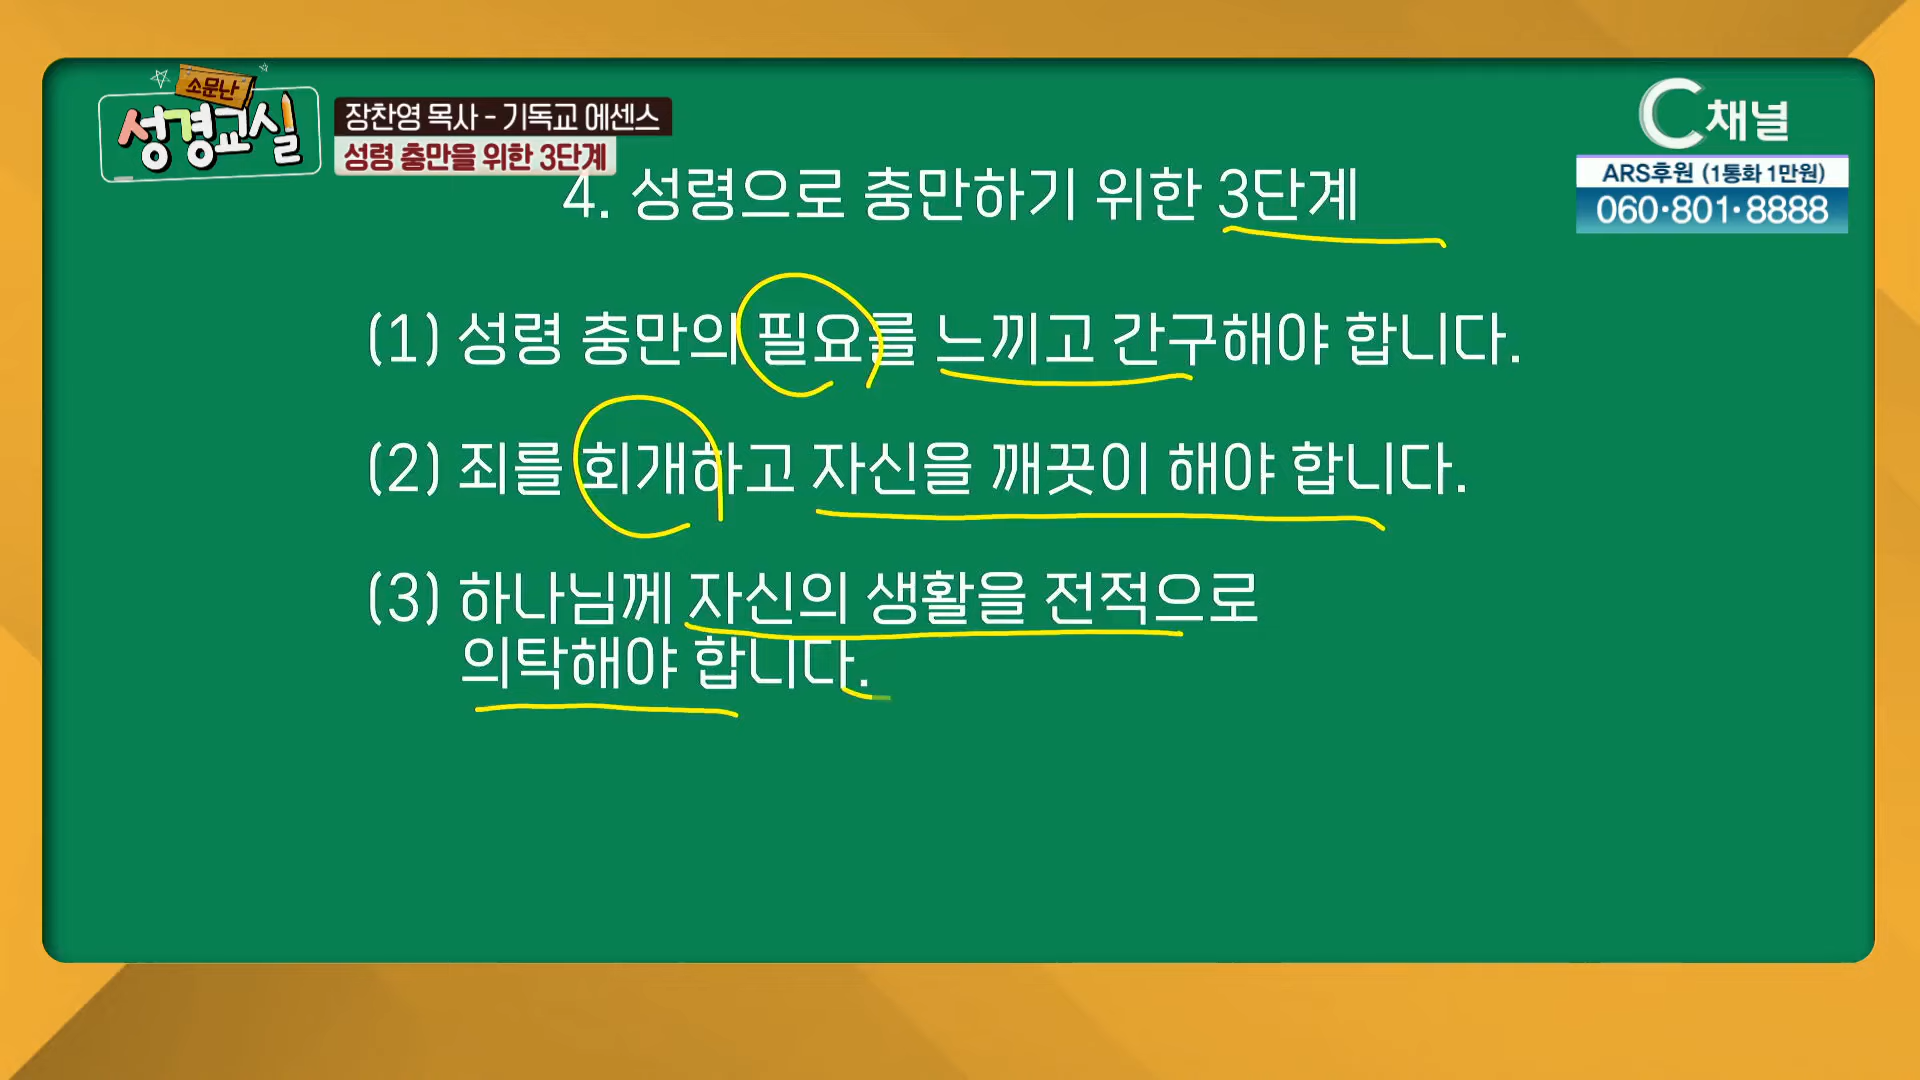 소문난
성경교실
장찬영 목사 - 기독교 에센스
성령 충만을 위한 3단계
C채널
ARS후원 (1통화 1만원)
060·801·8888
4. 성령으로 충만하기 위한 3단계
(1) 성령 충만의 필요를 느끼고 간구해야 합니다.
(2) 죄를 회개하고 자신을 깨끗이 해야 합니다.
(3) 하나님께 자신의 생활을 전적으로
의탁해야 합니다.